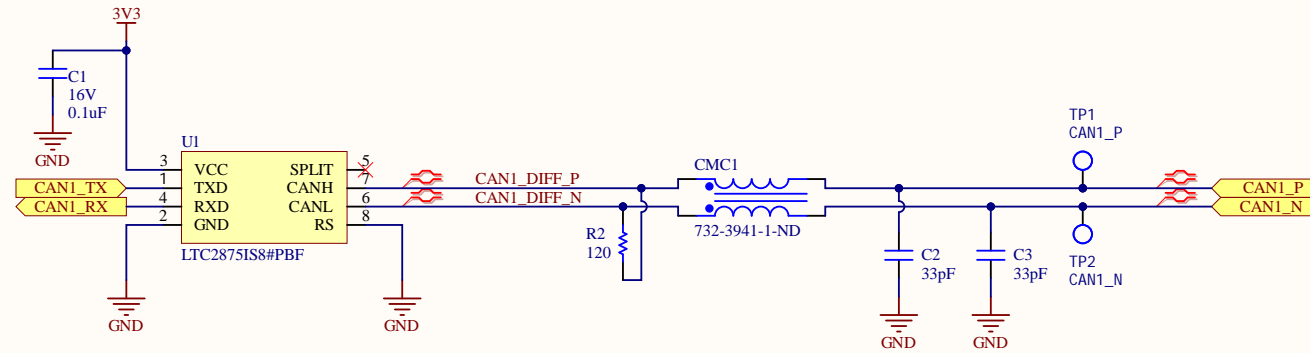 3V3
C1
16V
0.1uF
GND
U1
3 VCC SPLIT 5
1 TXD CANH 7
4 RXD CANL 6
2 GND RS 8
LTC2875IS8#PBF
CAN1_TX
CAN1_RX
GND
GND
CAN1_DIFF_P
CAN1_DIFF_N
R2
120
CMC1
732-3941-1-ND
C2
33pF
GND
C3
33pF
GND
TP1
CAN1_P
TP2
CAN1_N
CAN1_P
CAN1_N